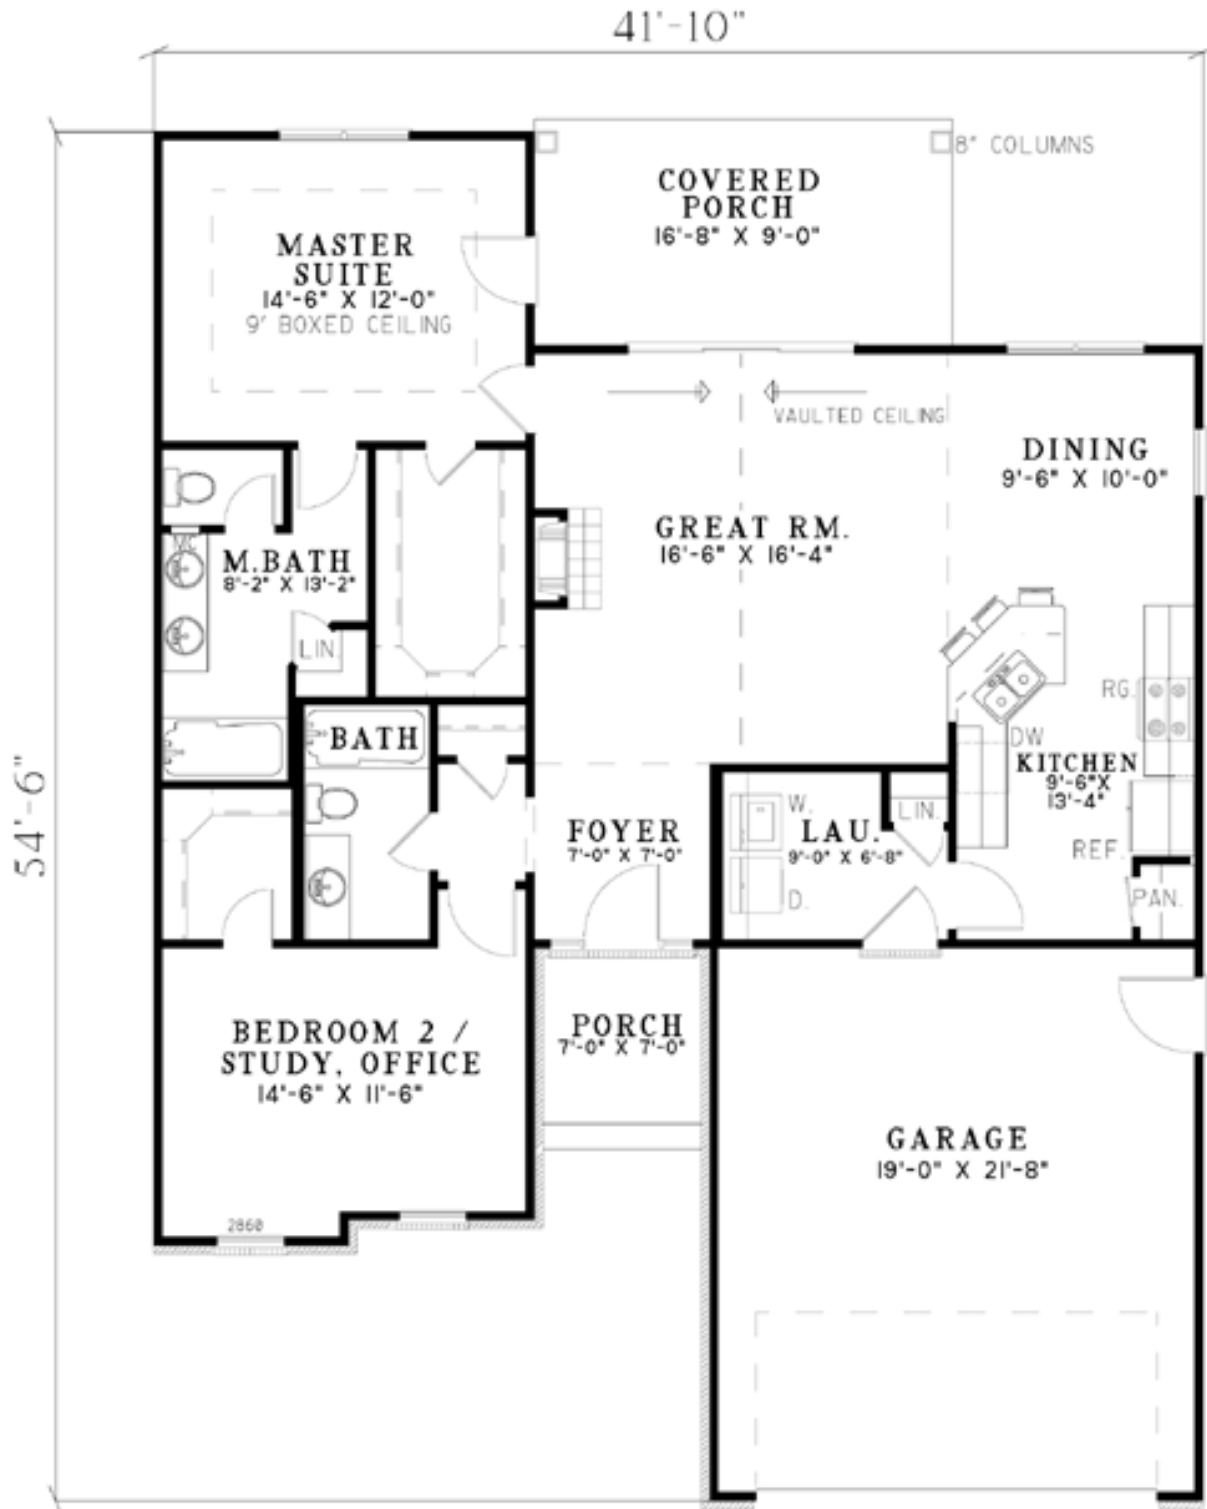 41'-10"
8" COLUMNS
COVERED
PORCH
16'-8" X 9'-0"
MASTER
SUITE
14'-6" X 12'-0"
9' BOXED CEILING
VAULTED CEILING
DINING
9'-6" X 10'-0"
GREAT RM.
16'-6" X 16'-4"
M.BATH
8'-2" X 13'-2"
LIN.
RG.
BATH
DW
KITCHEN
9'-6"X
13'-4"
54'-6"
W.
LIN.
FOYER
7'-0" X 7'-0"
LAU.
9'-0" X 6'-8"
REF.
D.
PAN.
BEDROOM 2 /
STUDY, OFFICE
14'-6" X 11'-6"
PORCH
7'-0" X 7'-0"
GARAGE
19'-0" X 21'-8"
2860